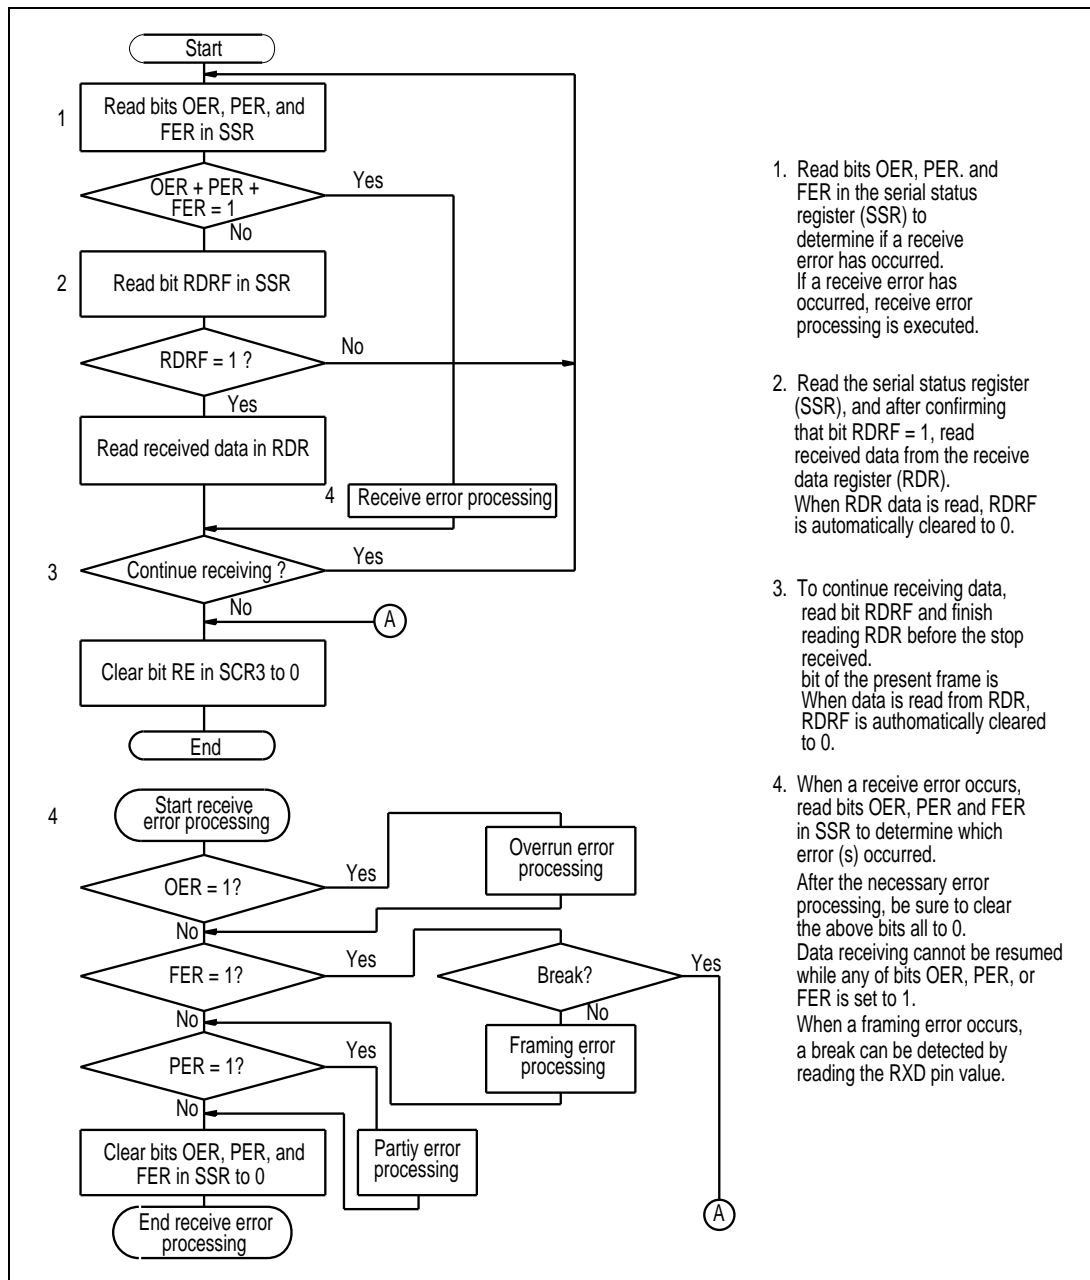 Start
1
Read bits OER, PER, and
FER in SSR
OER + PER +
FER = 1
Yes
No
2
Read bit RDRF in SSR
RDRF = 1 ?
No
Yes
Read received data in RDR
4
Receive error processing
3
Continue receiving ?
Yes
No
A
Clear bit RE in SCR3 to 0
End
4
Start receive
error processing
OER = 1?
Yes
Overrun error
processing
No
FER = 1?
Yes
Break?
Yes
No
No
Framing error
processing
PER = 1?
Yes
No
Clear bits OER, PER, and
FER in SSR to 0
Partiy error
processing
End receive error
processing
A
1. Read bits OER, PER. and
FER in the serial status
register (SSR) to
determine if a receive
error has occurred.
If a receive error has
occurred, receive error
processing is executed.
2. Read the serial status register
(SSR), and after confirming
that bit RDRF = 1, read
received data from the receive
data register (RDR).
When RDR data is read, RDRF
is automatically cleared to 0.
3. To continue receiving data,
read bit RDRF and finish
reading RDR before the stop
received.
bit of the present frame is
When data is read from RDR,
RDRF is authomatically cleared
to 0.
4. When a receive error occurs,
read bits OER, PER and FER
in SSR to determine which
error (s) occurred.
After the necessary error
processing, be sure to clear
the above bits all to 0.
Data receiving cannot be resumed
while any of bits OER, PER, or
FER is set to 1.
When a framing error occurs,
a break can be detected by
reading the RXD pin value.